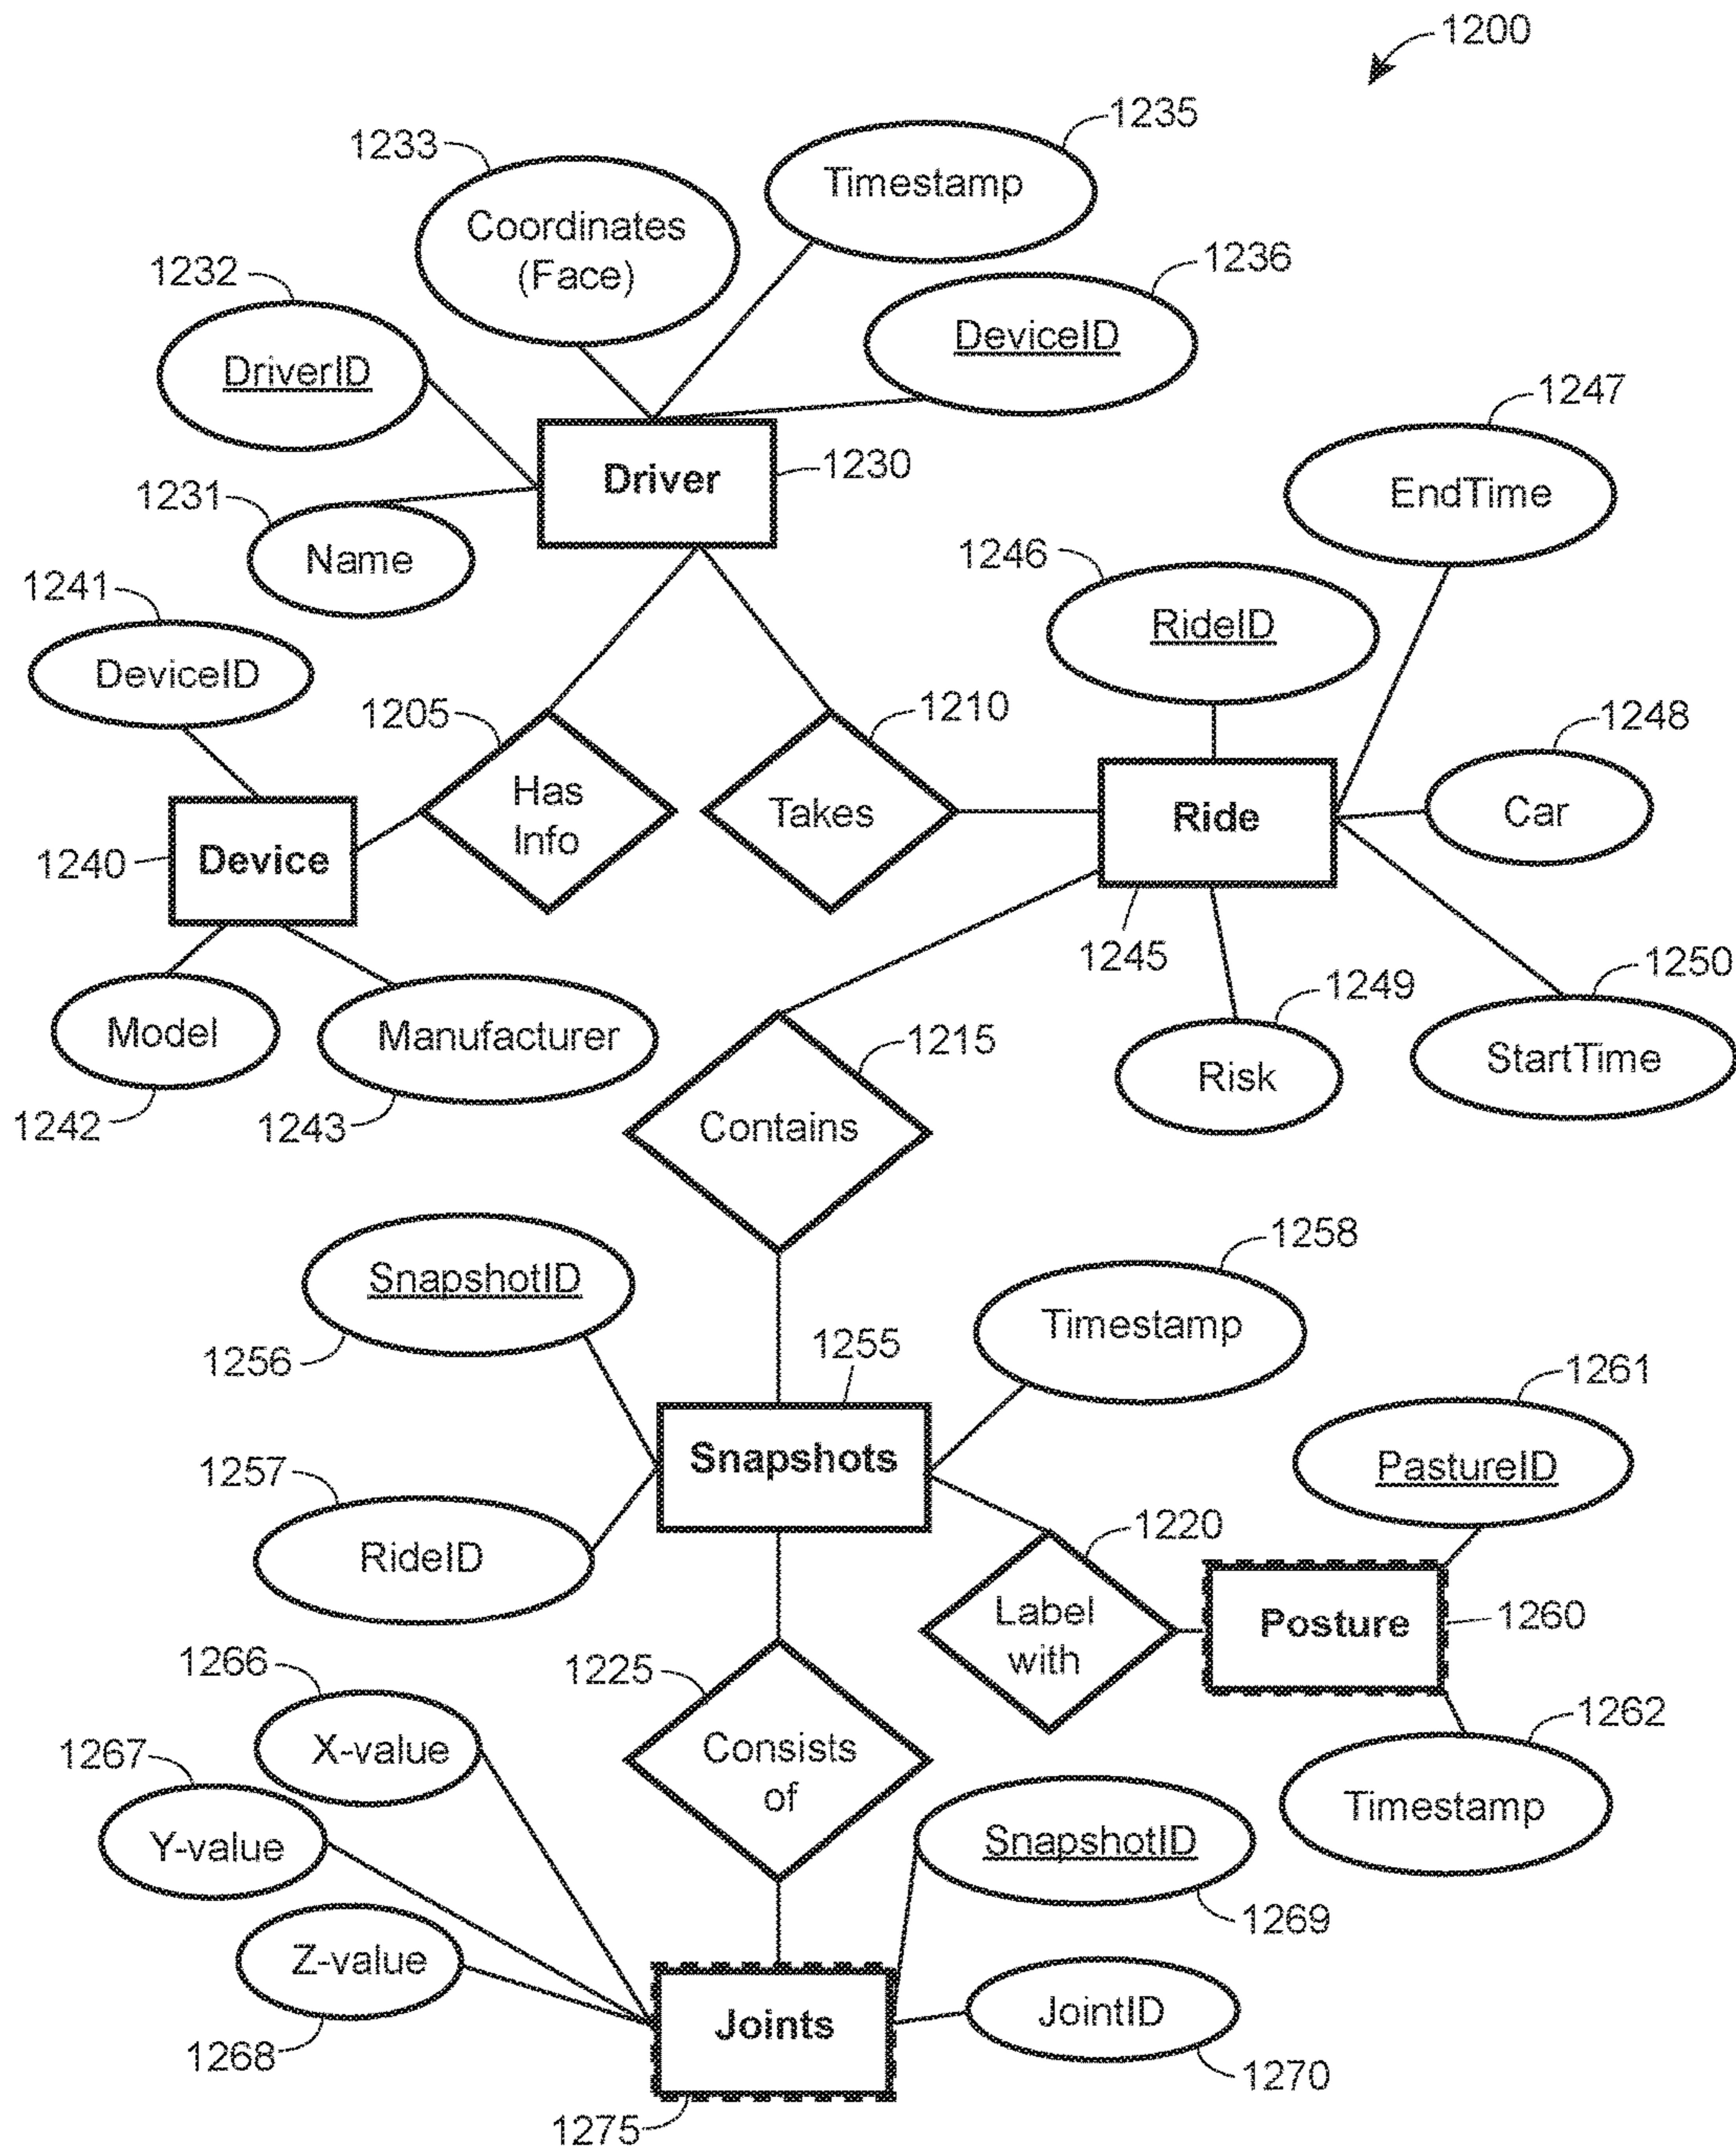 1200
1235
1233
Timestamp
Coordinates
(Face)
1236
1232
DeviceID
DriverID
1247
Driver
1230
1231
EndTime
1246
Name
1241
RideID
DeviceID
1205
1210
1248
Has
Info
Takes
Ride
Car
1240
Device
1245
1250
1249
Model
Manufacturer
1215
StartTime
Risk
1242
1243
Contains
1258
SnapshotID
Timestamp
1256
1255
1261
Snapshots
PastureID
1257
1220
RideID
Label
with
Posture
1260
1266
1225
1262
1267
X-value
Consists
of
Timestamp
Y-value
SnapshotID
1269
Z-value
JointID
Joints
1268
1270
1275